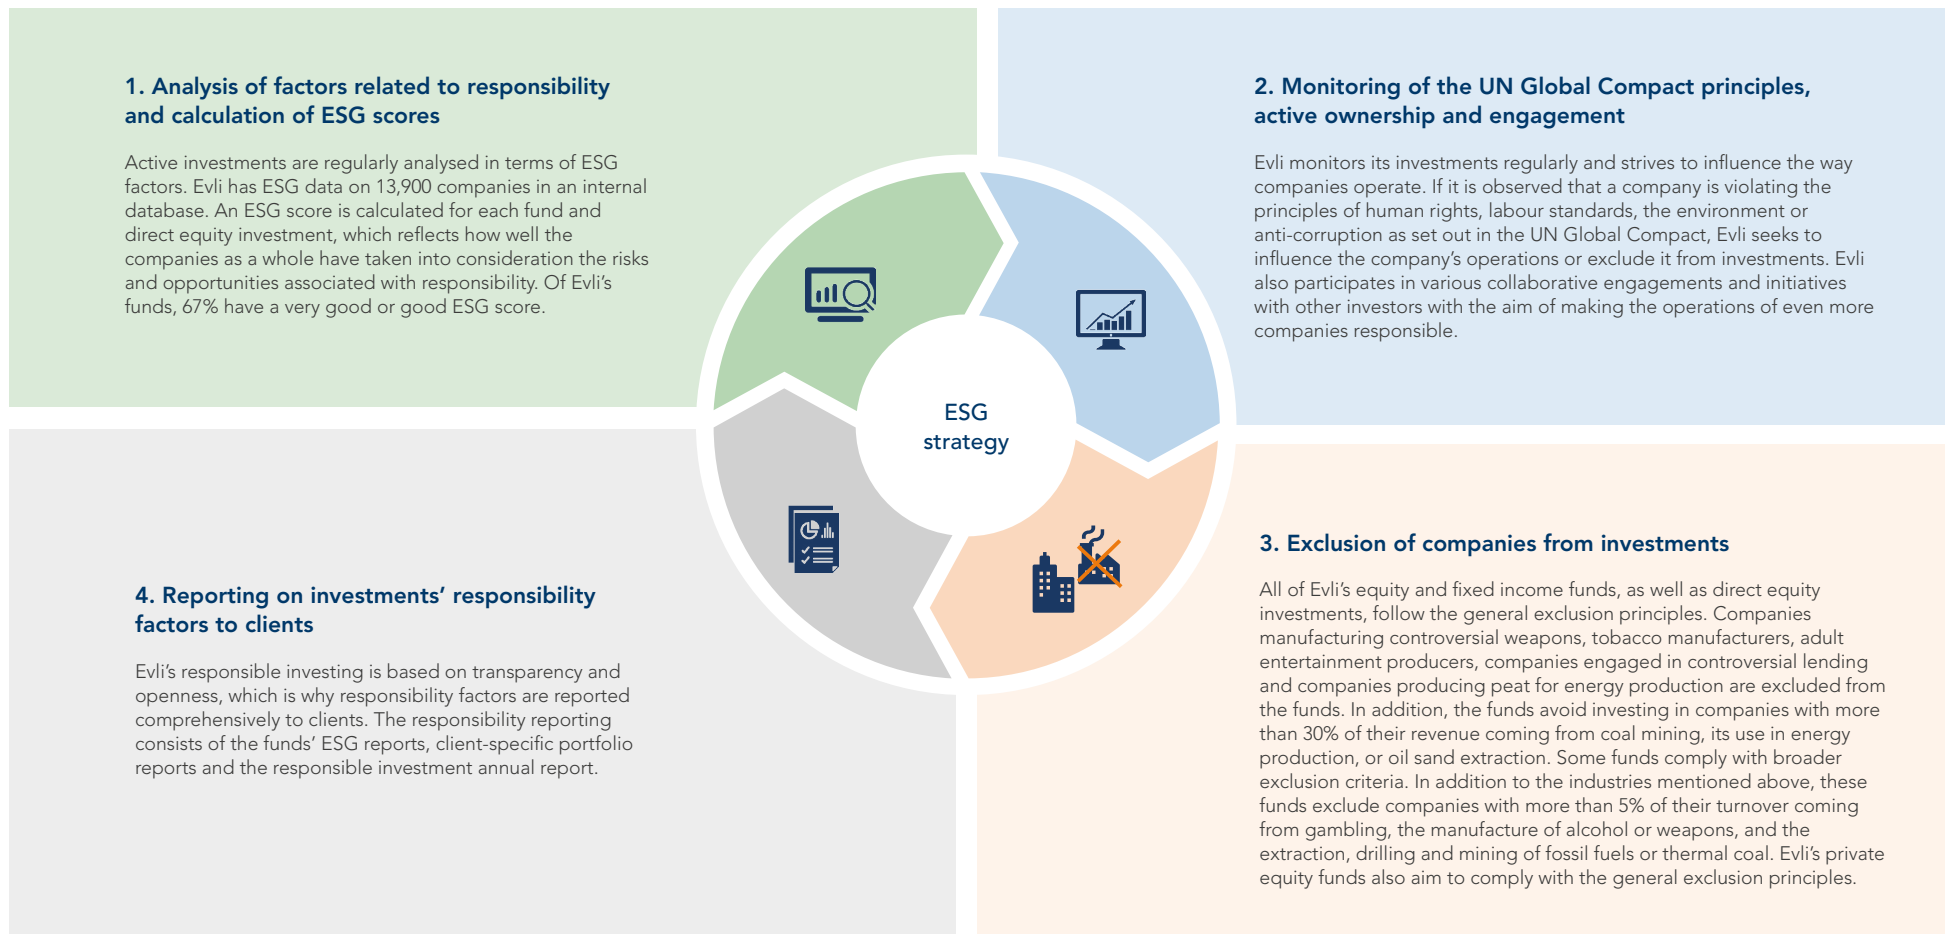 1. Analysis of factors related to responsibility
and calculation of ESG scores
Active investments are regularly analysed in terms of ESG
factors. Evli has ESG data on 13,900 companies in an internal
database. An ESG score is calculated for each fund and
direct equity investment, which reflects how well the
companies as a whole have taken into consideration the risks
and opportunities associated with responsibility. Of Evli’s
funds, 67% have a very good or good ESG score.
2. Monitoring of the UN Global Compact principles,
active ownership and engagement
Evli monitors its investments regularly and strives to influence the way
companies operate. If it is observed that a company is violating the
principles of human rights, labour standards, the environment or
anti-corruption as set out in the UN Global Compact, Evli seeks to
influence the company’s operations or exclude it from investments. Evli
also participates in various collaborative engagements and initiatives
with other investors with the aim of making the operations of even more
companies responsible.
ESG
strategy
3. Exclusion of companies from investments
All of Evli’s equity and fixed income funds, as well as direct equity
investments, follow the general exclusion principles. Companies
manufacturing controversial weapons, tobacco manufacturers, adult
entertainment producers, companies engaged in controversial lending
and companies producing peat for energy production are excluded from
the funds. In addition, the funds avoid investing in companies with more
than 30% of their revenue coming from coal mining, its use in energy
production, or oil sand extraction. Some funds comply with broader
exclusion criteria. In addition to the industries mentioned above, these
funds exclude companies with more than 5% of their turnover coming
from gambling, the manufacture of alcohol or weapons, and the
extraction, drilling and mining of fossil fuels or thermal coal. Evli’s private
equity funds also aim to comply with the general exclusion principles.
4. Reporting on investments’ responsibility
factors to clients
Evli’s responsible investing is based on transparency and
openness, which is why responsibility factors are reported
comprehensively to clients. The responsibility reporting
consists of the funds’ ESG reports, client-specific portfolio
reports and the responsible investment annual report.